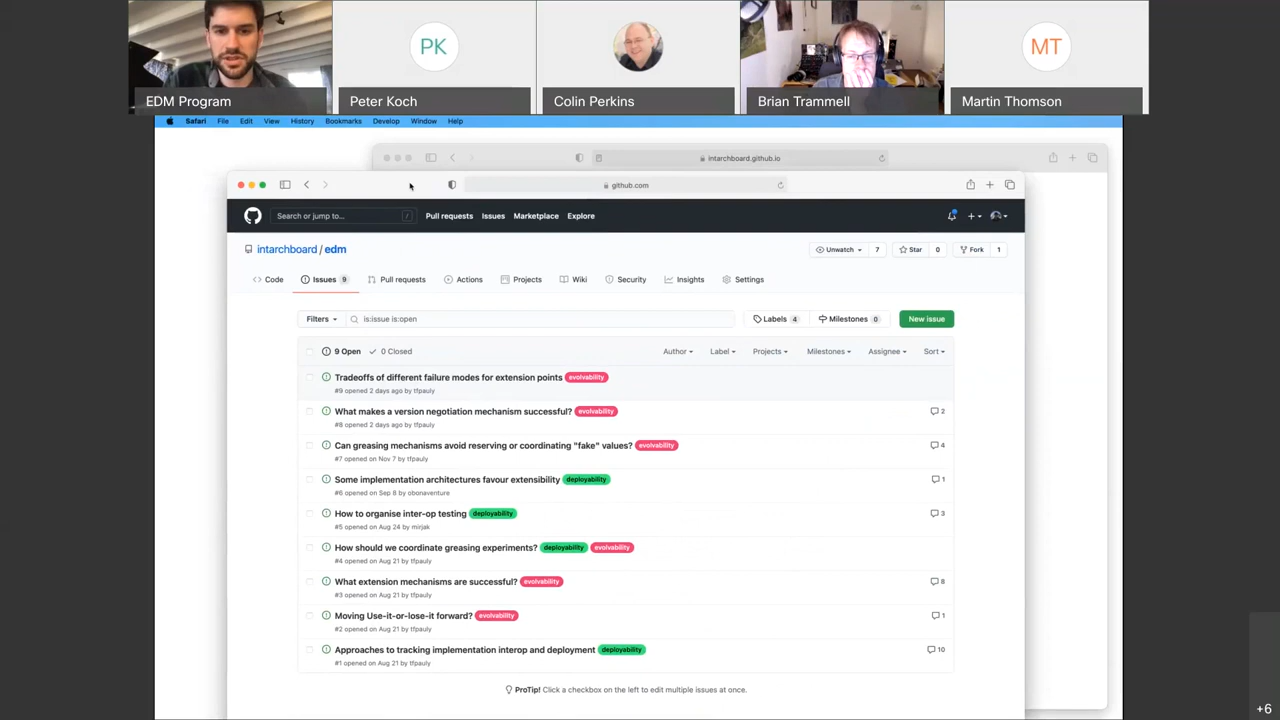 PK
MT
EDM Program
Peter Koch
Colin Perkins
Brian Trammell
Martin Thomson
Safari File Edit View History Bookmarks Develop Window Help
intarchboard.github.io
github.com
Search or jump to... /
Pull requests Issues Marketplace Explore
intarchboard / edm
Unwatch 7 Star 0 Fork 1
Code Issues 9 Pull requests Actions Projects Wiki Security Insights Settings
Filters is:issue is:open Labels 4 Milestones 0 New issue
9 Open 0 Closed Author Label Projects Milestones Assignee Sort
Tradeoffs of different failure modes for extension points evolvability
#9 opened 2 days ago by tfpauly
What makes a version negotiation mechanism successful? evolvability 2
#8 opened 2 days ago by tfpauly
Can greasing mechanisms avoid reserving or coordinating "fake" values? evolvability 4
#7 opened on Nov 7 by tfpauly
Some implementation architectures favour extensibility deployability 1
#6 opened on Sep 8 by obonaventure
How to organise inter-op testing deployability 3
#5 opened on Aug 24 by mirjak
How should we coordinate greasing experiments? deployability evolvability
#4 opened on Aug 21 by tfpauly
What extension mechanisms are successful? evolvability 8
#3 opened on Aug 21 by tfpauly
Moving Use-it-or-lose-it forward? evolvability 1
#2 opened on Aug 21 by tfpauly
Approaches to tracking implementation interop and deployment deployability 10
#1 opened on Aug 21 by tfpauly
ProTip! Click a checkbox on the left to edit multiple issues at once.
+6